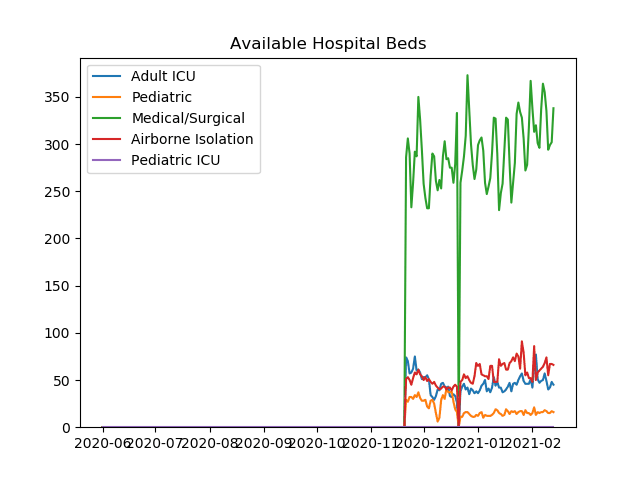 Available Hospital Beds
Adult ICU
Pediatric
Medical/Surgical
Airborne Isolation
Pediatric ICU
350
300
250
200
150
100
50
0
2020-06 2020-07 2020-08 2020-09 2020-10 2020-11 2020-12 2021-01 2021-02